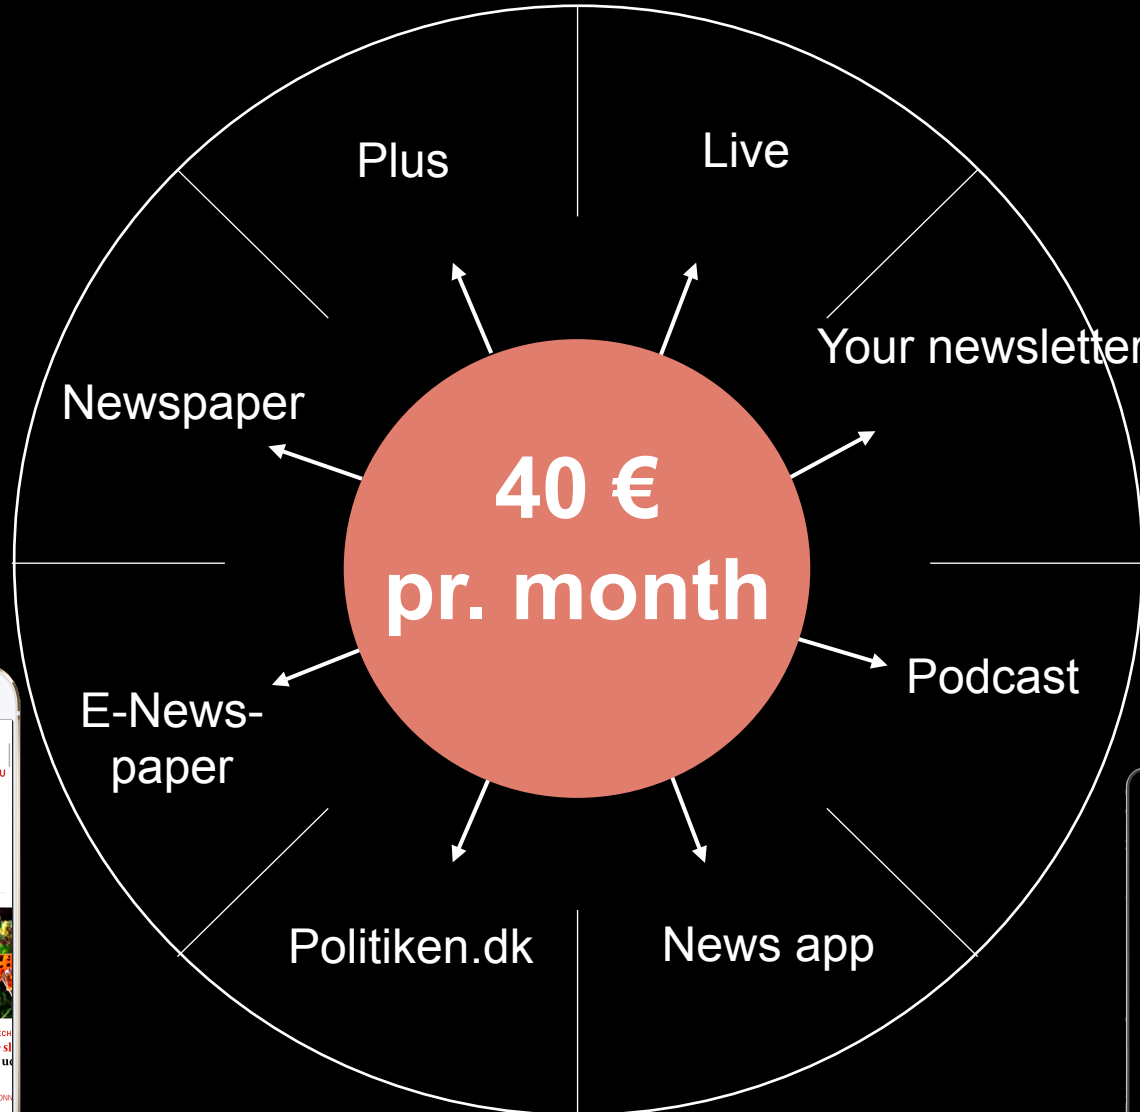 Plus
Live
Your newsletter
Newspaper
40 €
pr. month
Podcast
E-News-
paper
Politiken.dk
News app